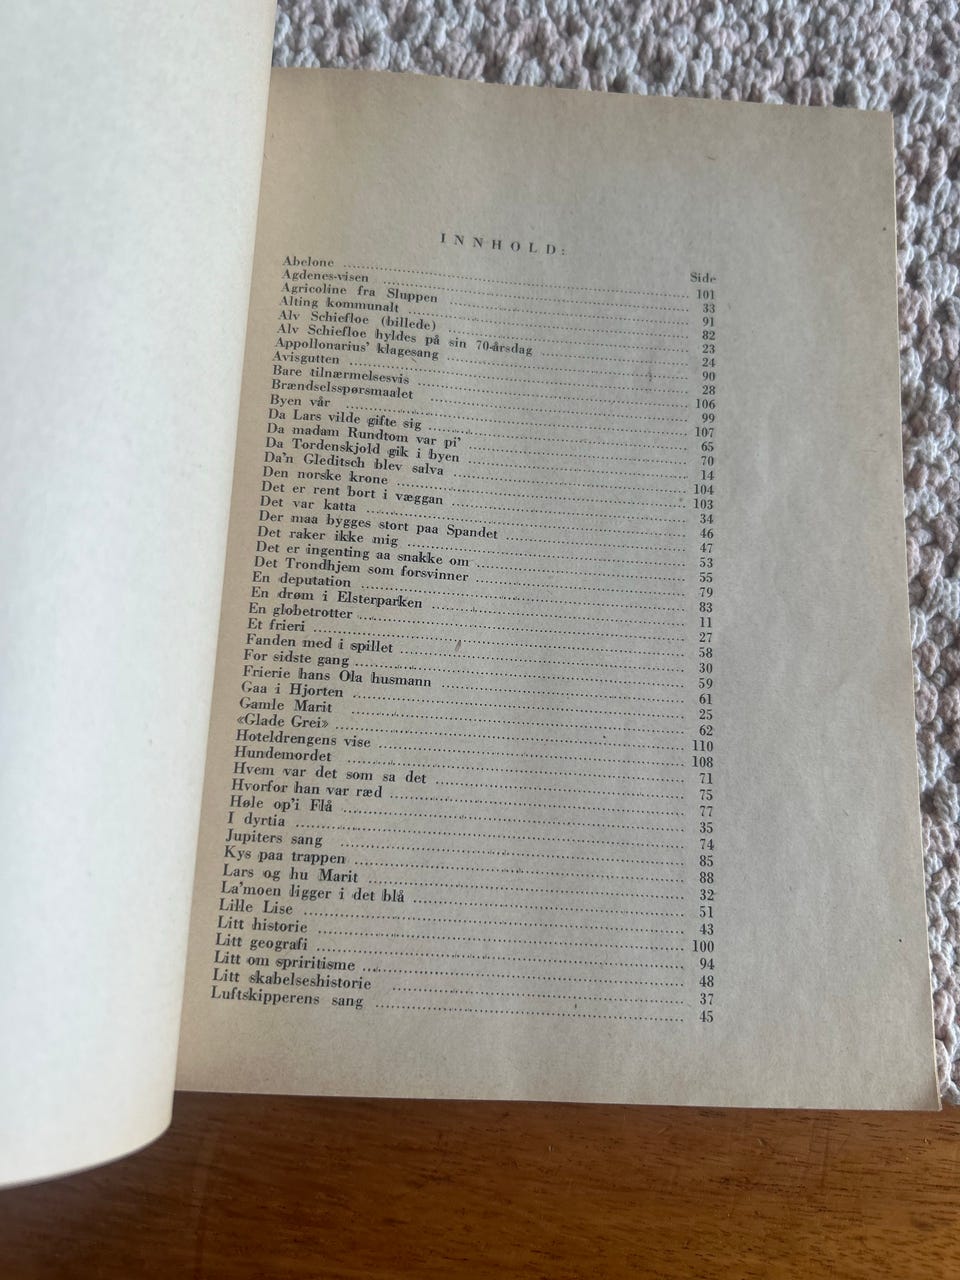 INNHOLD:
Side
Abelone ........ 101
Agdenes-visen ........ 33
Agricoline fra Sluppen ........ 91
Alting kommunalt ........ 82
Alv Schiefloe (billede) ........ 23
Alv Schiefloe hyldes på sin 70-årsdag ........ 24
Appollonarius' klagesang ........ 90
Avisgutten ........ 28
Bare tilnærmelsesvis ........ 106
Brændselsspørsmaalet ........ 99
Byen vår ........ 107
Da Lars vilde gifte sig ........ 65
Da madam Rundtom var pi' ........ 70
Da Tordenskjold gik i byen ........ 14
Da'n Gleditsch blev salva ........ 104
Den norske krone ........ 103
Det er rent bort i væggan ........ 34
Det var katta ........ 46
Der maa bygges stort paa Spandet ........ 47
Det raker ikke mig ........ 53
Det er ingenting aa snakke om ........ 55
Det Trondhjem som forsvinner ........ 79
En deputation ........ 83
En drøm i Elsterparken ........ 11
En globetrotter ........ 27
Et frieri ........ 58
Fanden med i spillet ........ 30
For sidste gang ........ 59
Frierie hans Ola husmann ........ 61
Gaa i Hjorten ........ 25
Gamle Marit ........ 62
«Glade Grei» ........ 110
Hoteldrengens vise ........ 108
Hundemordet ........ 71
Hvem var det som sa det ........ 75
Hvorfor han var ræd ........ 77
Høle op'i Flå ........ 35
I dyrtia ........ 74
Jupiters sang ........ 85
Kys paa trappen ........ 88
Lars og hu Marit ........ 32
La'moen ligger i det blå ........ 51
Lille Lise ........ 43
Litt historie ........ 100
Litt geografi ........ 94
Litt om spriritisme ........ 48
Litt skabelseshistorie ........ 37
Luftskipperens sang ........ 45